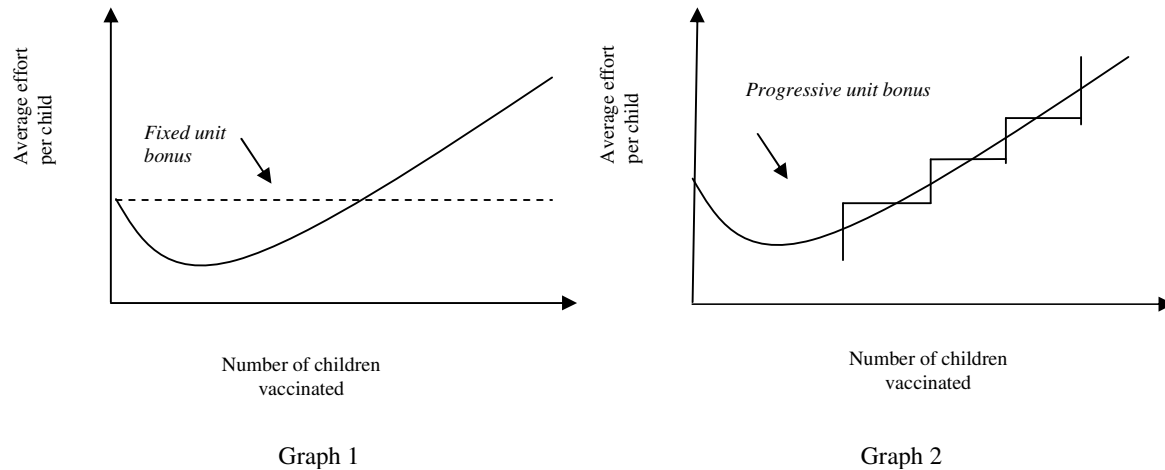 Average effort
per child
Fixed unit
bonus
Number of children
vaccinated
Graph 1
Average effort
per child
Progressive unit bonus
Number of children
vaccinated
Graph 2